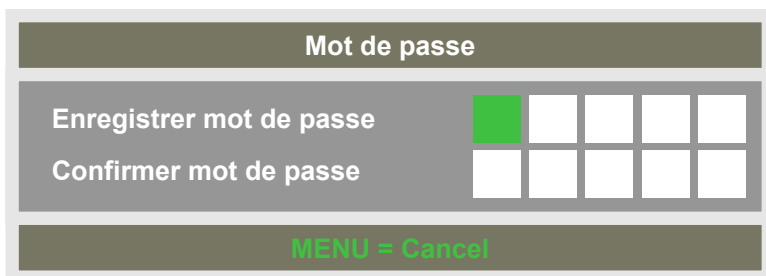 Mot de passe
Enregistrer mot de passe
Confirmer mot de passe
MENU = Cancel